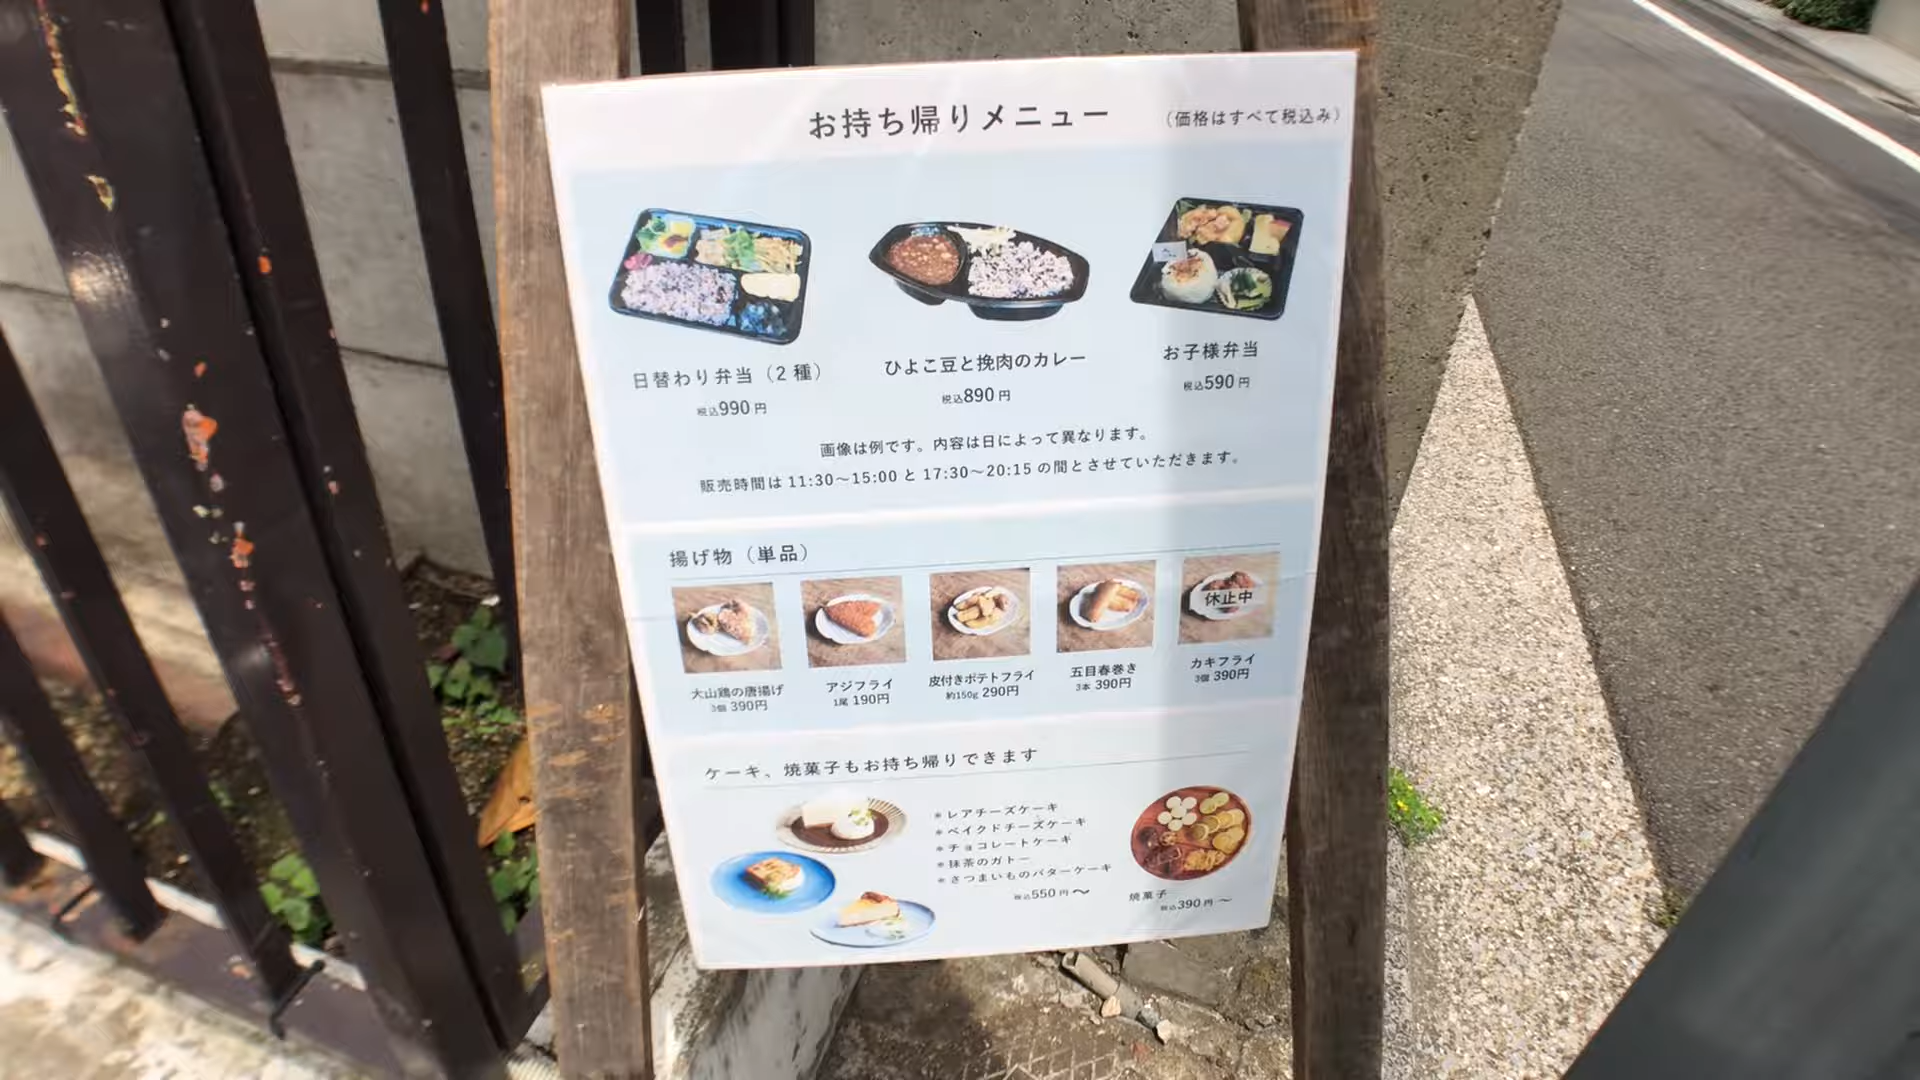 お持ち帰りメニュー （価格はすべて税込み）
日替わり弁当（2 種）
税込990 円
ひよこ豆と挽肉のカレー
税込890 円
お子様弁当
税込590 円
画像は例です。内容は日によって異なります。
販売時間は 11:30～15:00 と 17:30～20:15 の間とさせていただきます。
揚げ物（単品）
大山鶏の唐揚げ
3個 390円
アジフライ
1尾 190円
皮付きポテトフライ
約150g 290円
五目春巻き
3本 390円
休止中
カキフライ
3個 390円
ケーキ、焼菓子もお持ち帰りできます
＊レアチーズケーキ
＊ベイクドチーズケーキ
＊チョコレートケーキ
＊抹茶のガトー
＊さつまいものバターケーキ
税込550 円～
焼菓子
税込390 円～